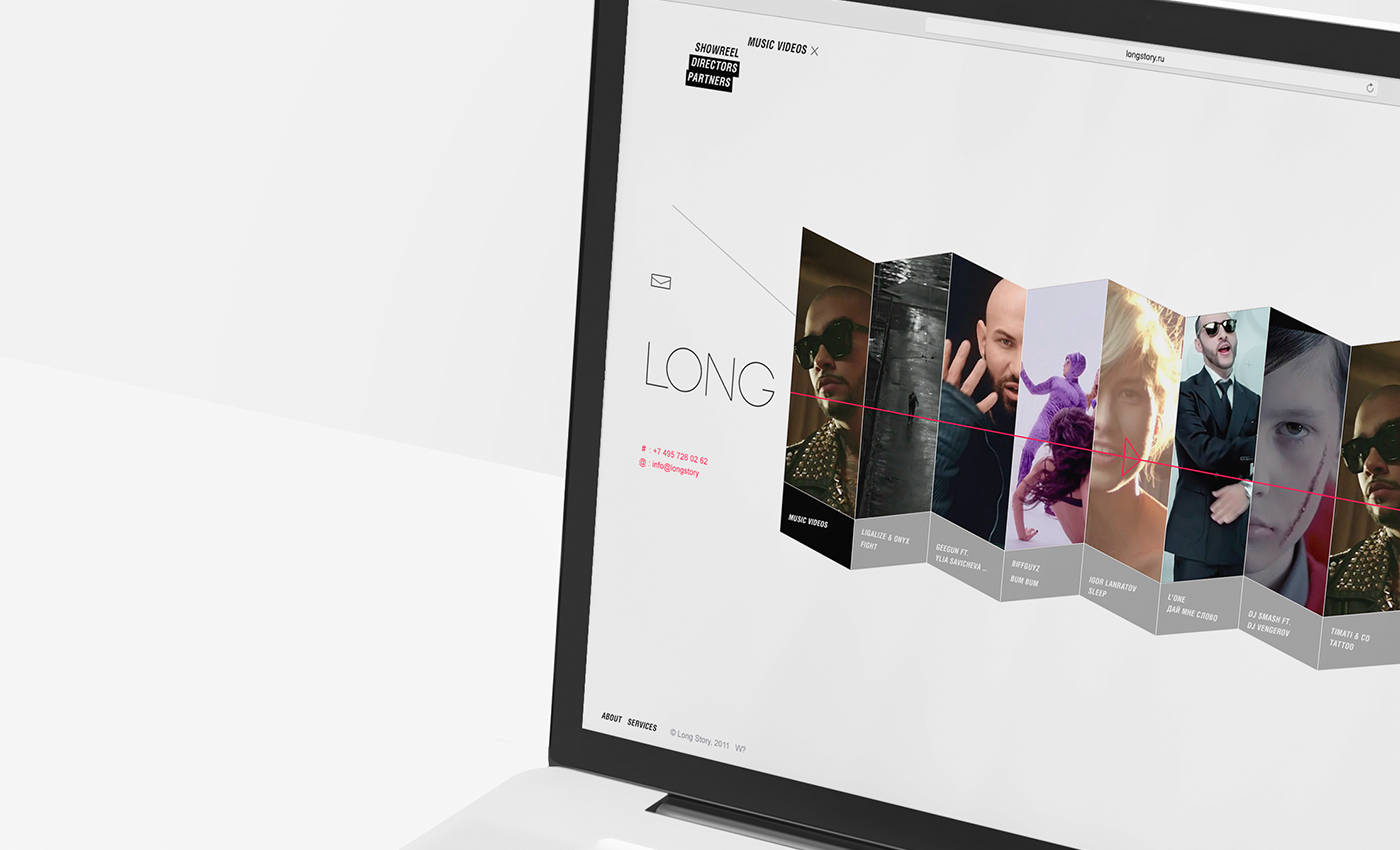 longstory.ru
MUSIC VIDEOS
SHOWREEL
DIRECTORS
PARTNERS
LONG
# : +7 495 726 02 62
@ : info@longstory
MUSIC VIDEOS
LIGALIZE & ONYX
FIGHT
GEEGUN FT.
YLIA SAVICHEVA ...
BIFFGUYZ
BUM BUM
IGOR LANRATOV
SLEEP
L'ONE
ДАЙ МНЕ СЛОВО
DJ SMASH FT.
DJ VENGEROV
TIMATI & CO
TATTOO
ABOUT SERVICES © Long Story, 2011 W?